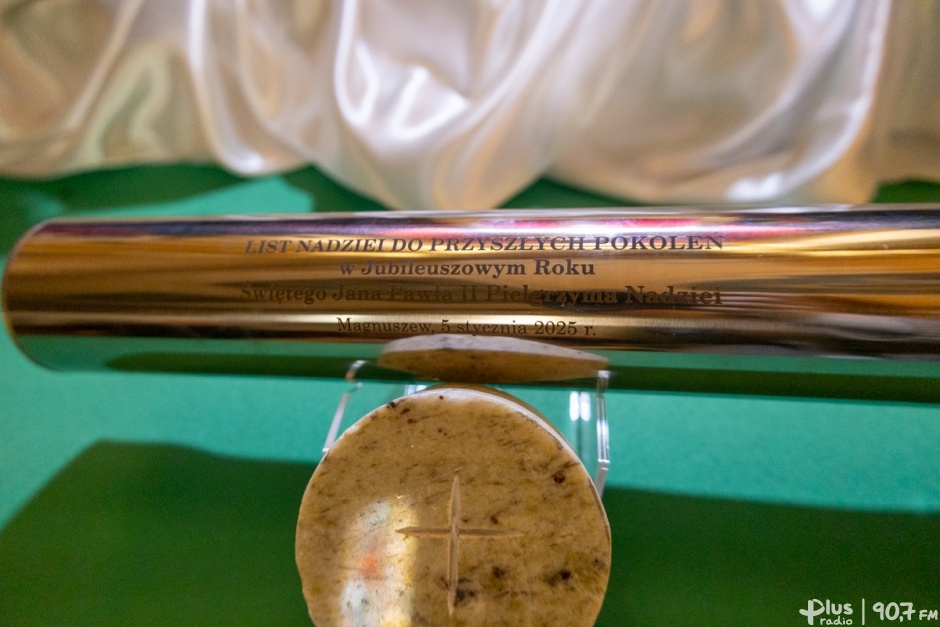 LIST NADZIEI DO PRZYSZŁYCH POKOLEŃ
w Jubileuszowym Roku
Świętego Jana Pawła II Pielgrzyma Nadziei
Magnuszew, 5 stycznia 2025 r.
Plus radio | 90,7 FM